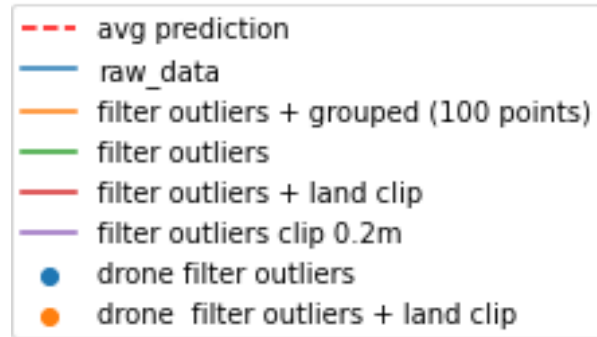 avg prediction
raw_data
filter outliers + grouped (100 points)
filter outliers
filter outliers + land clip
filter outliers clip 0.2m
drone filter outliers
drone  filter outliers + land clip